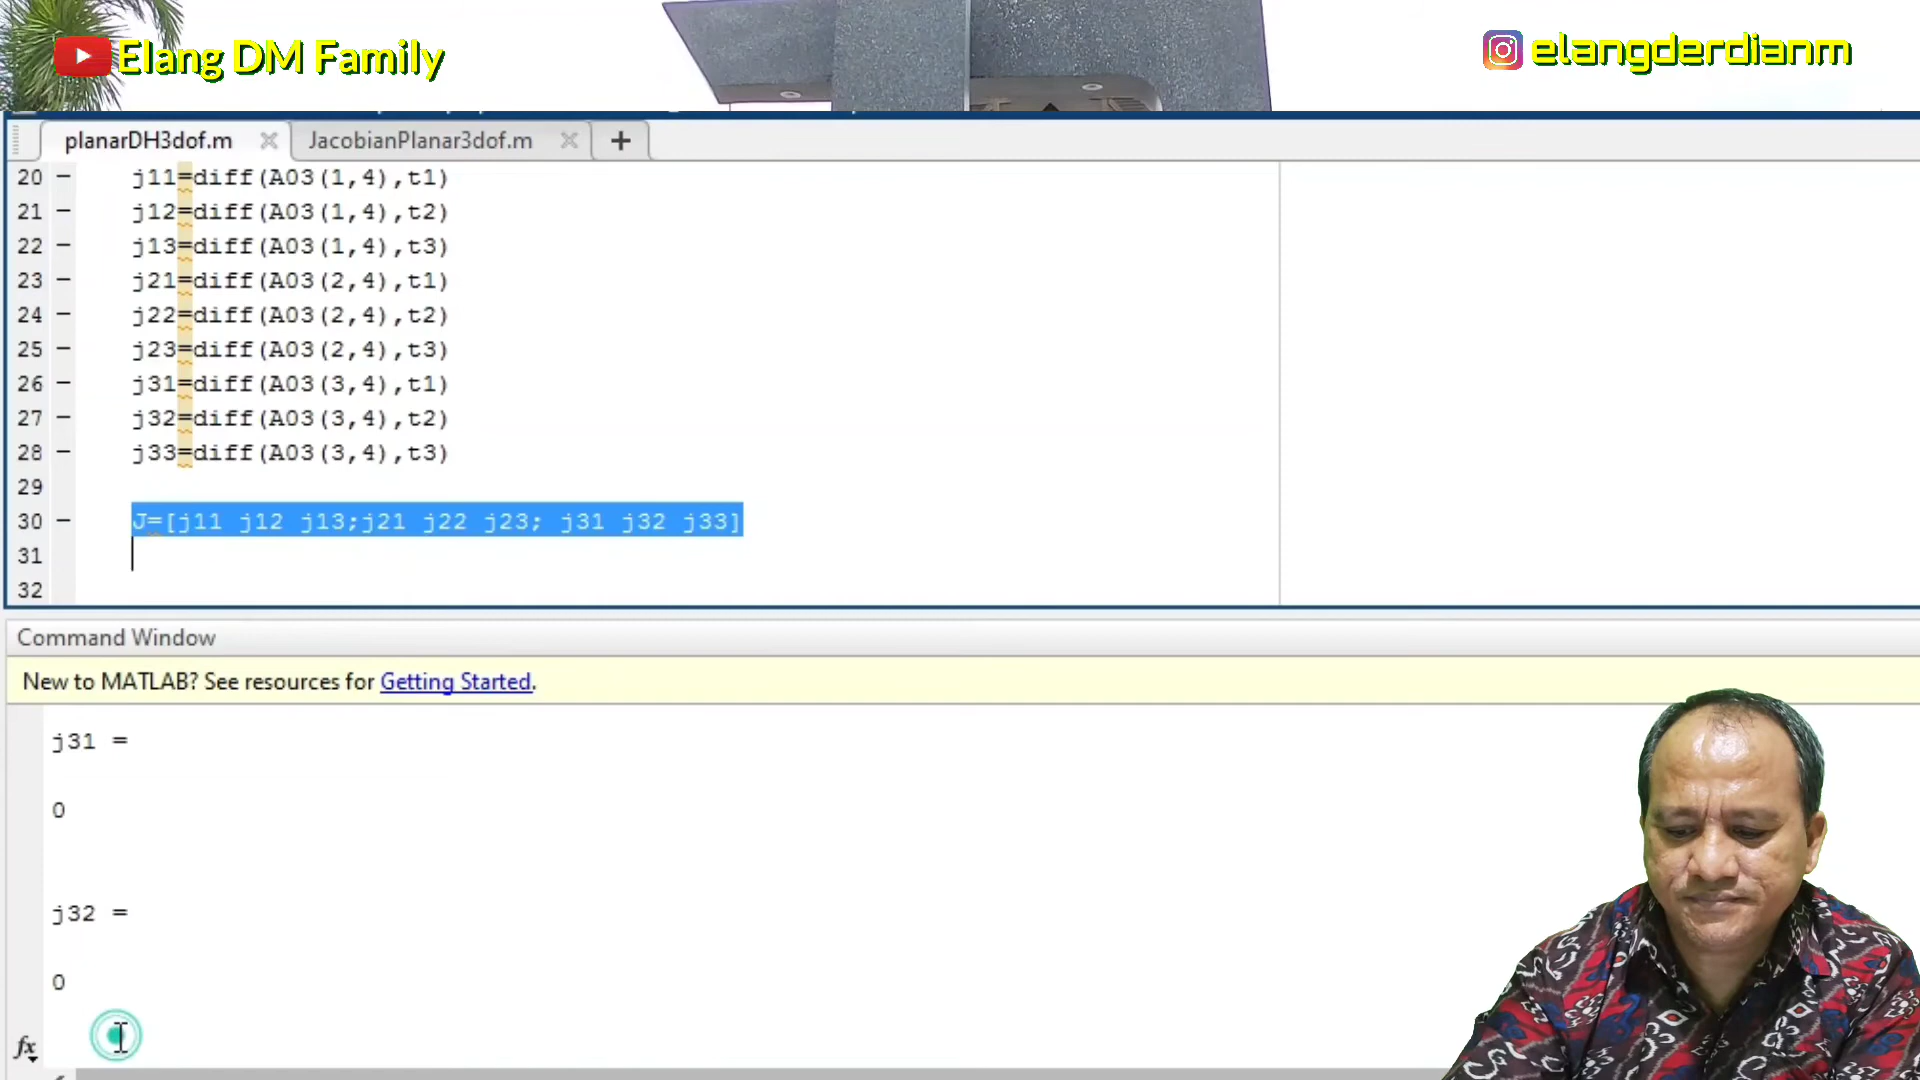 Elang DM Family
elangderdianm
planarDH3dof.m
JacobianPlanar3dof.m
20 - j11=diff(A03(1,4),t1)
21 - j12=diff(A03(1,4),t2)
22 - j13=diff(A03(1,4),t3)
23 - j21=diff(A03(2,4),t1)
24 - j22=diff(A03(2,4),t2)
25 - j23=diff(A03(2,4),t3)
26 - j31=diff(A03(3,4),t1)
27 - j32=diff(A03(3,4),t2)
28 - j33=diff(A03(3,4),t3)
29
30 - J=[j11 j12 j13;j21 j22 j23; j31 j32 j33]
31
32
Command Window
New to MATLAB? See resources for Getting Started.
j31 =
0
j32 =
0
fx